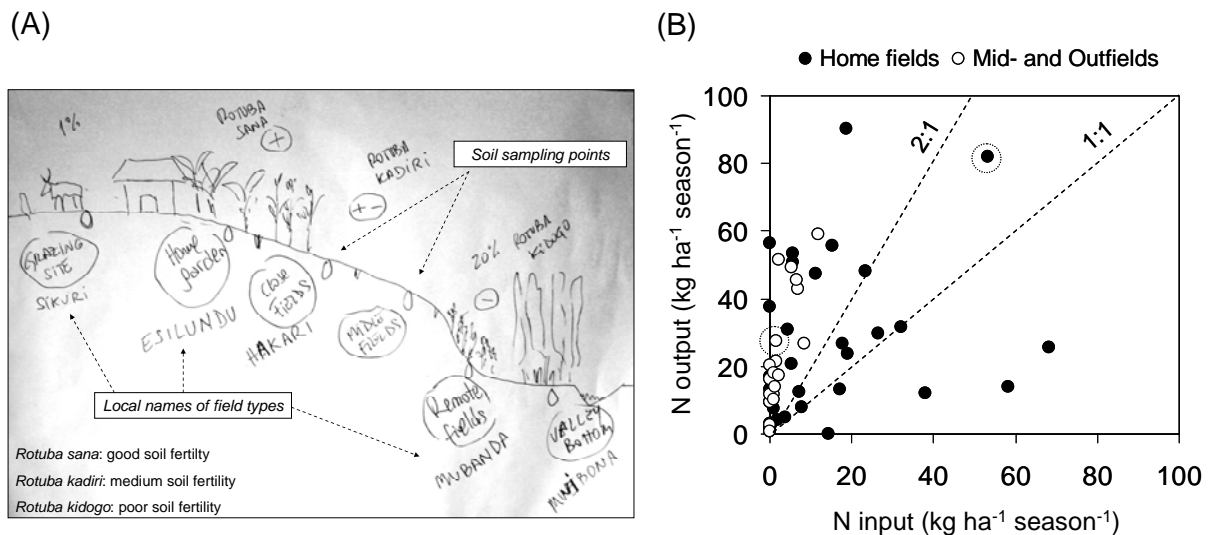 (A)
1%
ROTUBA
SANA
+
Soil sampling points
ROTUBA
KADIRI
+-
20%
ROTUBA
KIDOGO
-
GRAZING
SITE
SIKURI
Home
garden
ESILUNDU
Close
FIELDS
HAKARI
MIDLE
FIELDS
Remote
fields
MUBANDA
VALLEY
Bottom
Local names of field types
Rotuba sana: good soil fertilty
Rotuba kadiri: medium soil fertility
Rotuba kidogo: poor soil fertility
(B)
● Home fields ○ Mid- and Outfields
100
80
60
40
20
0
N output (kg ha⁻¹ season⁻¹)
2:1
1:1
0 20 40 60 80 100
N input (kg ha⁻¹ season⁻¹)